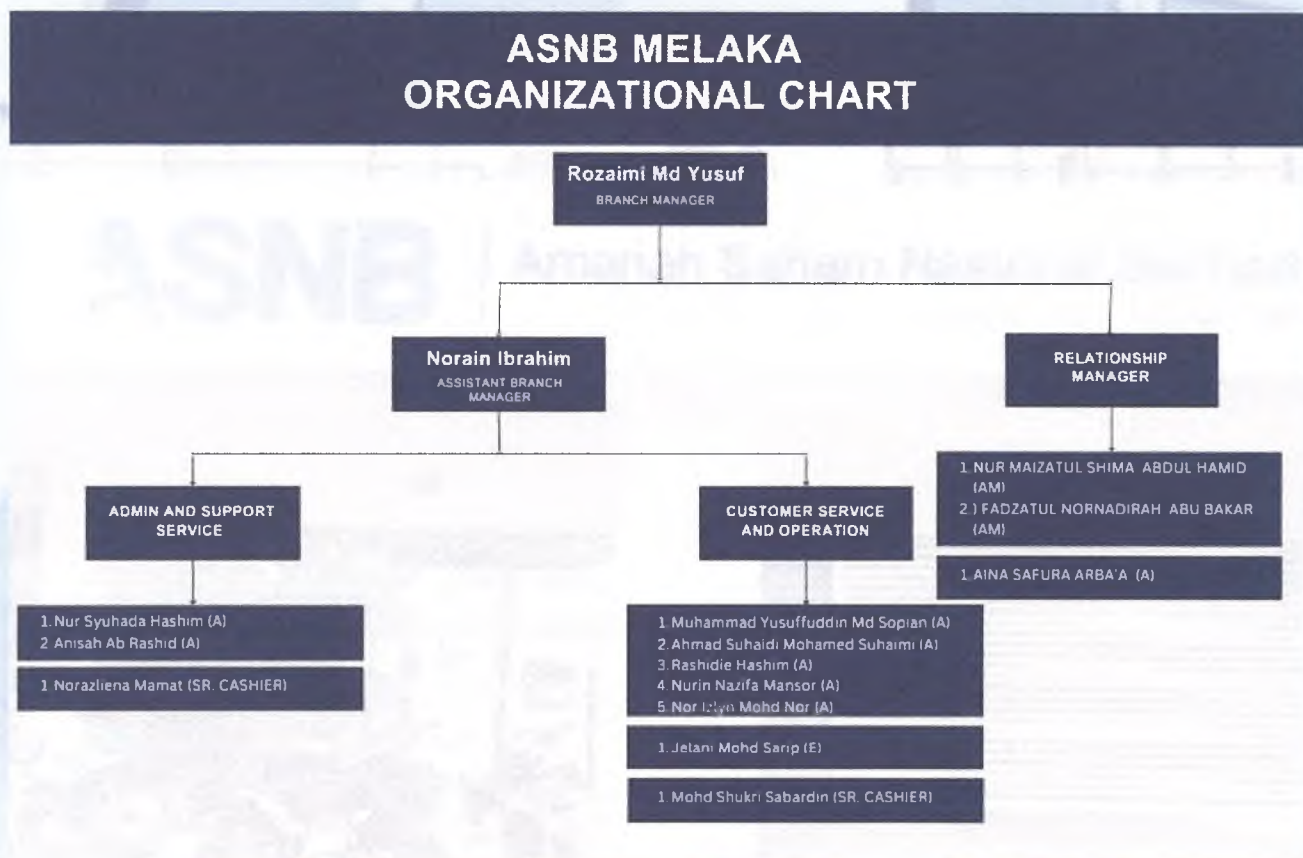 ASNB MELAKA
ORGANIZATIONAL CHART
Rozaimi Md Yusuf
BRANCH MANAGER
ASNB
Norain Ibrahim
ASSISTANT BRANCH
MANAGER
RELATIONSHIP
MANAGER
ADMIN AND SUPPORT
SERVICE
CUSTOMER SERVICE
AND OPERATION
1. NUR MAIZATUL SHIMA ABDUL HAMID
(AM)
2.) FADZATUL NORNADIRAH ABU BAKAR
(AM)
1. AINA SAFURA ARBA'A (A)
1. Nur Syuhada Hashim (A)
2 Anisah Ab Rashid (A)
1 Norazliena Mamat (SR. CASHIER)
1. Muhammad Yusuffuddin Md Sopian (A)
2. Ahmad Suhaidi Mohamed Suhaimi (A)
3. Rashidie Hashim (A)
4. Nurin Nazifa Mansor (A)
5. Nor Mohd Nor (A)
1. Jelani Mohd Sarip (E)
1. Mohd Shukri Sabardin (SR. CASHIER)